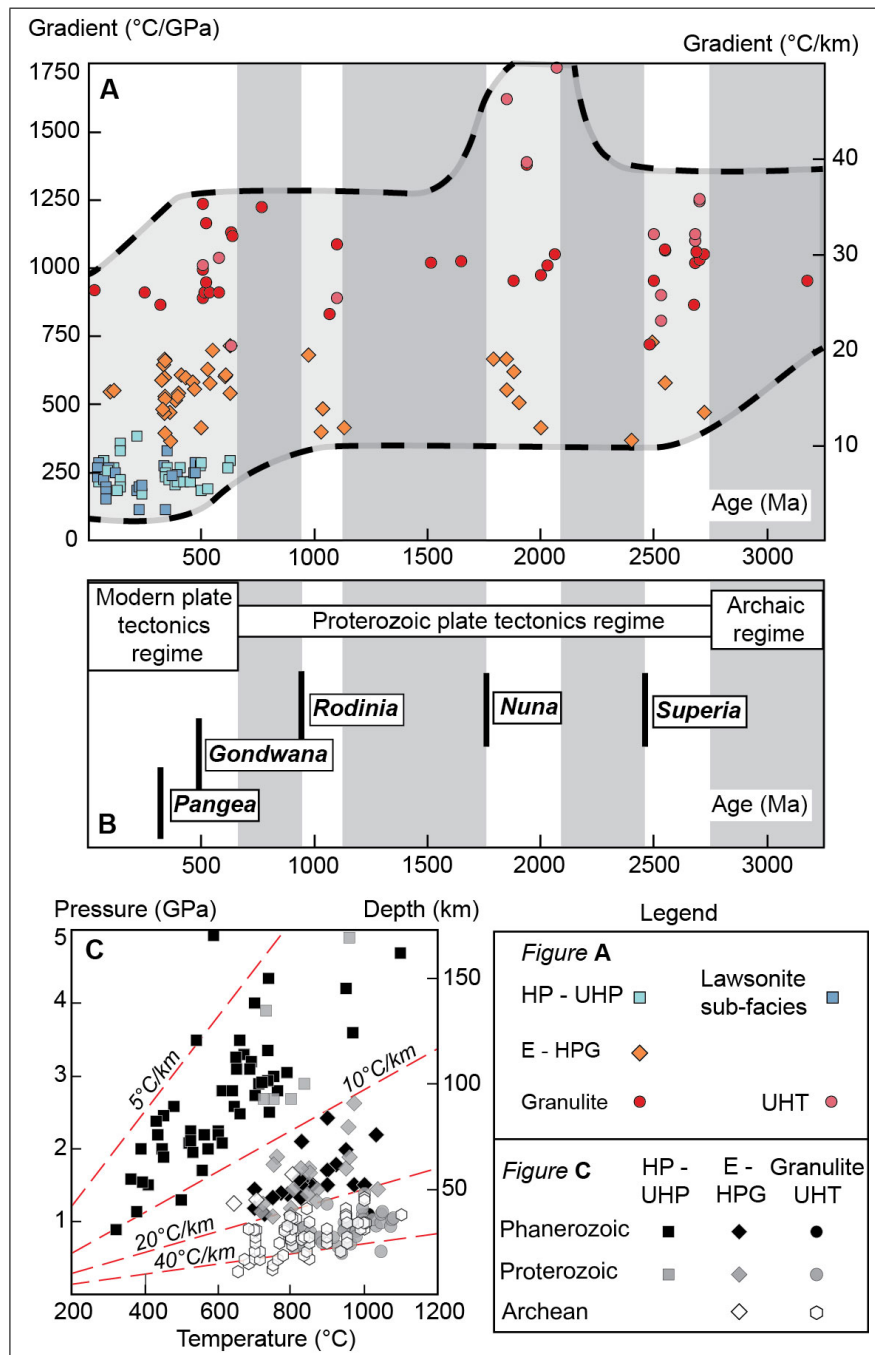 Gradient (°C/GPa)
Gradient (°C/km)
A
1750
1500
1250
1000
750
500
250
0
40
30
20
10
Age (Ma)
500 1000 1500 2000 2500 3000
Modern plate
tectonics
regime
Proterozoic plate tectonics regime
Archaic
regime
Rodinia
Nuna
Superia
Gondwana
Pangea
B
Age (Ma)
500 1000 1500 2000 2500 3000
Pressure (GPa)
Depth (km)
C
5
4
3
2
1
150
100
50
5°C/km
10°C/km
20°C/km
40°C/km
200 400 600 800 1000 1200
Temperature (°C)
Legend
Figure A
HP - UHP
Lawsonite
sub-facies
E - HPG
Granulite
UHT
Figure C
HP -
UHP
E -
HPG
Granulite
UHT
Phanerozoic
Proterozoic
Archean